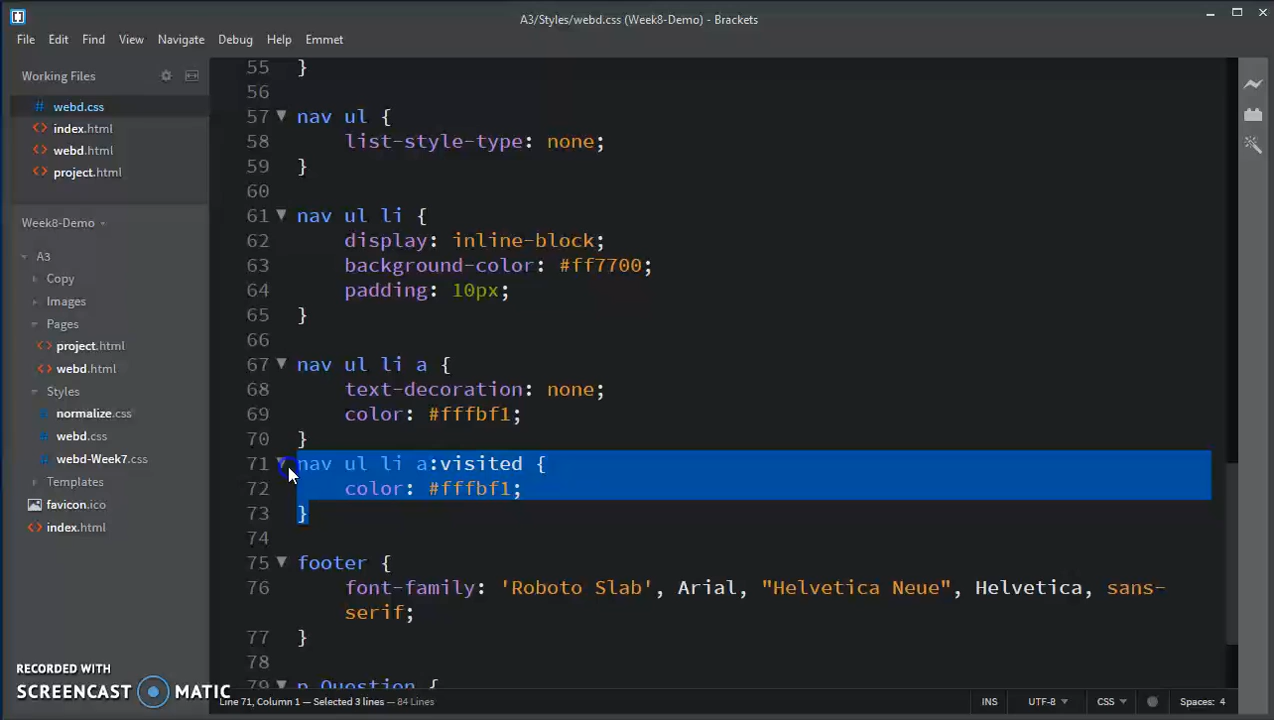 A3/Styles/webd.css (Week8-Demo) - Brackets
File Edit Find View Navigate Debug Help Emmet
Working Files
webd.css
index.html
webd.html
project.html
Week8-Demo
A3
Copy
Images
Pages
project.html
webd.html
Styles
normalize.css
webd.css
webd-Week7.css
Templates
favicon.ico
index.html
55 }
56
57 nav ul {
58 list-style-type: none;
59 }
60
61 nav ul li {
62 display: inline-block;
63 background-color: #ff7700;
64 padding: 10px;
65 }
66
67 nav ul li a {
68 text-decoration: none;
69 color: #fffbf1;
70 }
71 nav ul li a:visited {
72 color: #fffbf1;
73 }
74
75 footer {
76 font-family: 'Roboto Slab', Arial, "Helvetica Neue", Helvetica, sans-
serif;
77 }
78
79 p.Question {
RECORDED WITH
SCREENCAST MATIC
Line 71, Column 1 — Selected 3 lines — 84 Lines
INS UTF-8 CSS Spaces: 4